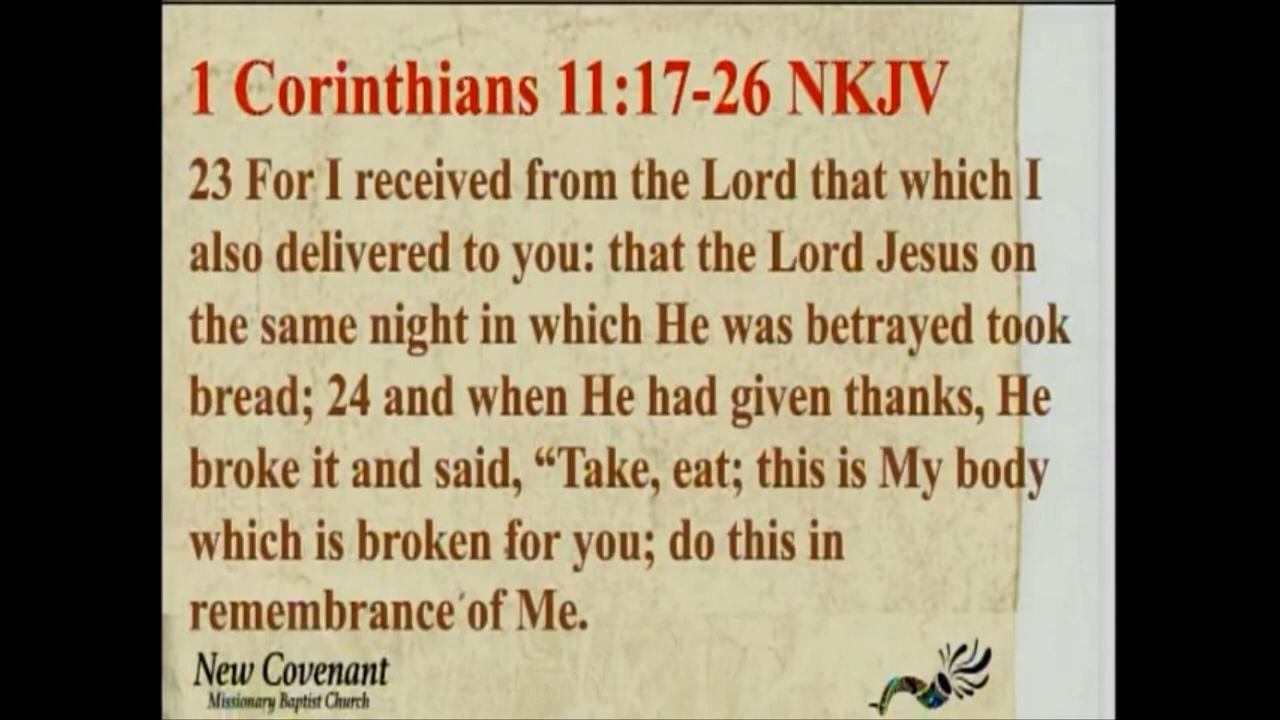 1 Corinthians 11:17-26 NKJV
23 For I received from the Lord that which I
also delivered to you: that the Lord Jesus on
the same night in which He was betrayed took
bread; 24 and when He had given thanks, He
broke it and said, “Take, eat; this is My body
which is broken for you; do this in
remembrance of Me.
New Covenant
Missionary Baptist Church